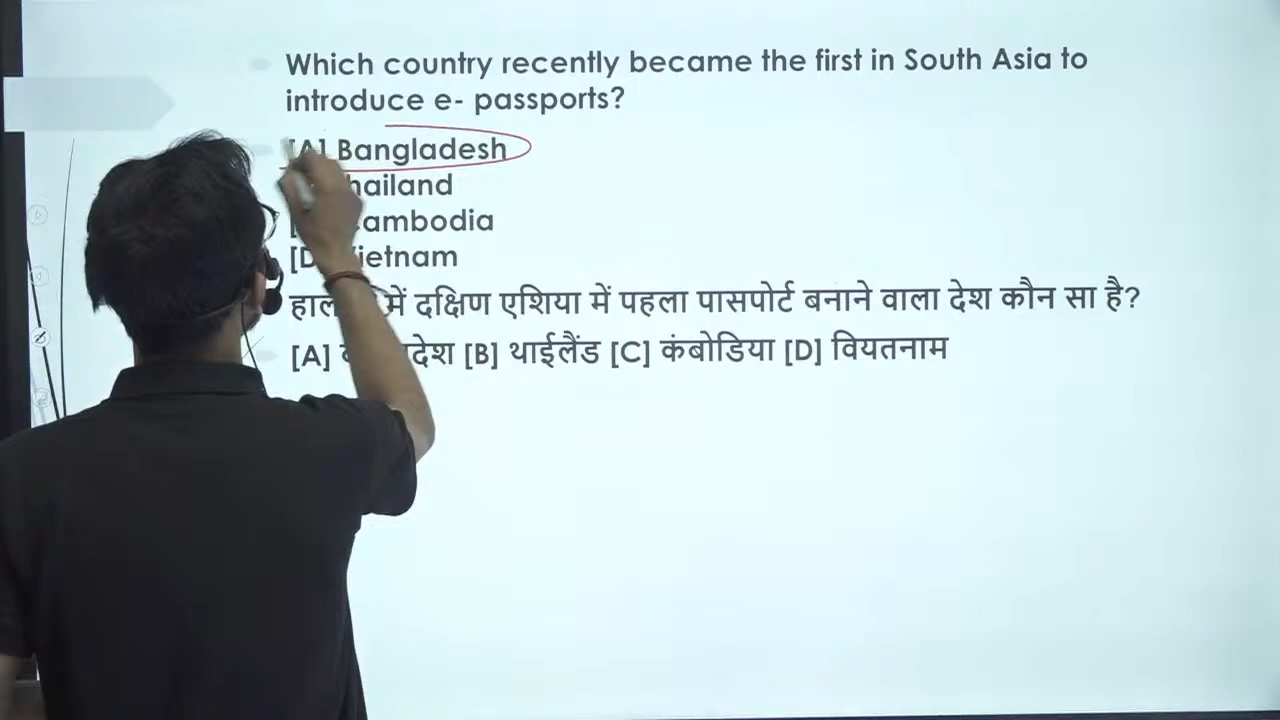 Which country recently became the first in South Asia to
introduce e- passports?
[A] Bangladesh
hailand
ambodia
[D ietnam
में दक्षिण एशिया में पहला पासपोर्ट बनाने वाला देश कौन सा है?
[A] देश [B] थाईलैंड [C] कंबोडिया [D] वियतनाम